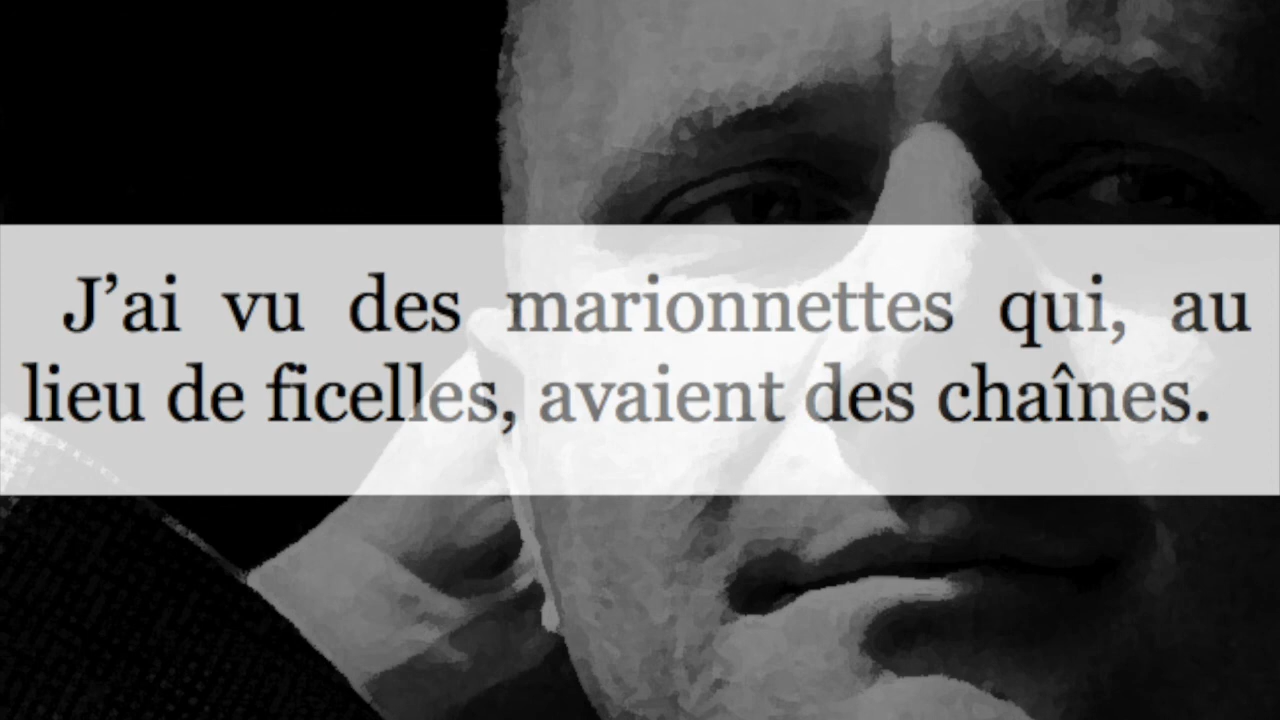 J’ai vu des marionnettes qui, au
lieu de ficelles, avaient des chaînes.